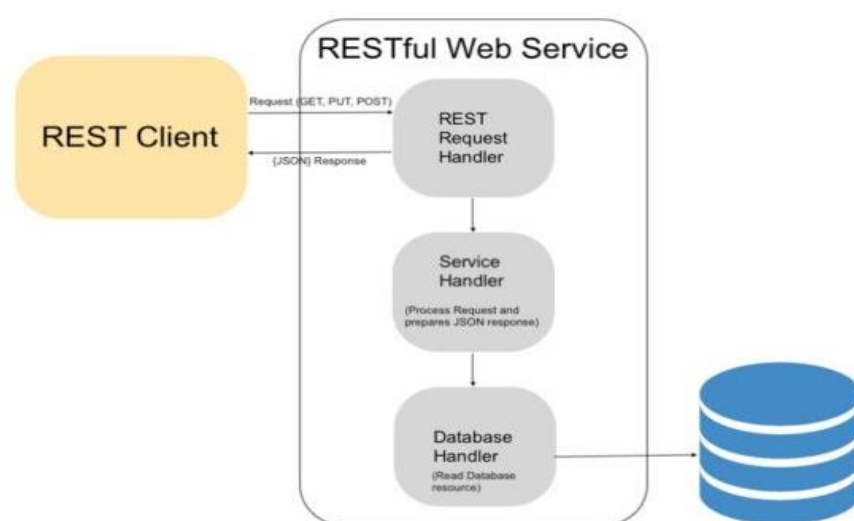 RESTful Web Service
REST Client
Request (GET, PUT, POST)
{JSON} Response
REST
Request
Handler
Service
Handler
(Process Request and
prepares JSON response)
Database
Handler
(Read Database
resource)